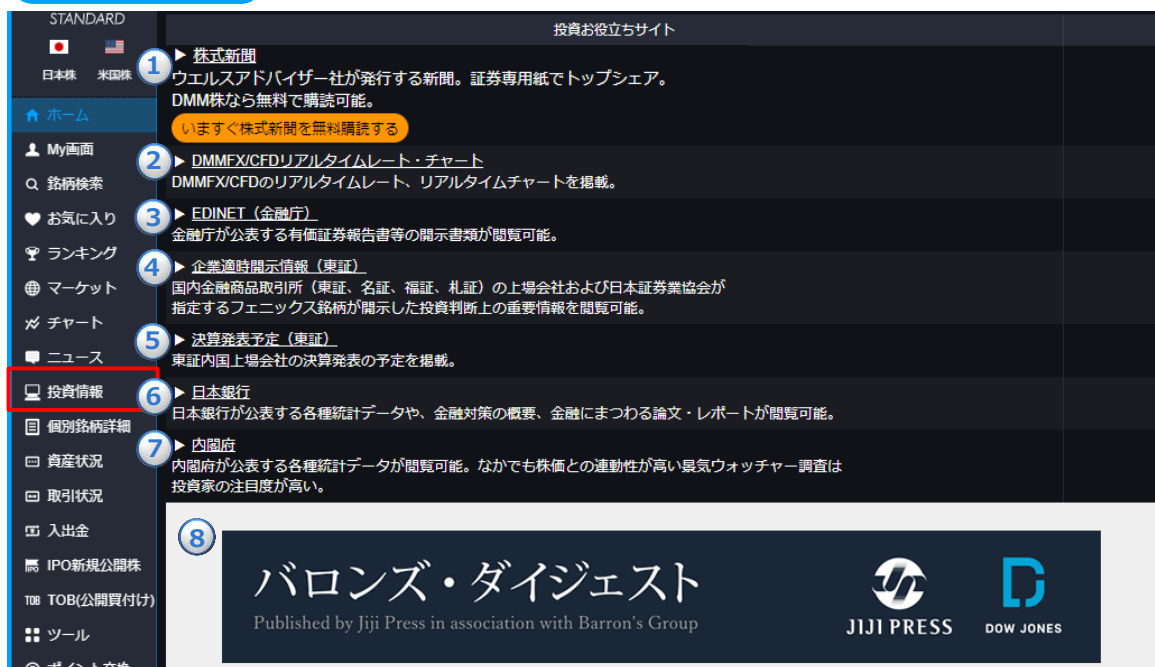 STANDARD
日本株 米国株
ホーム
My画面
銘柄検索
お気に入り
ランキング
マーケット
チャート
ニュース
投資情報
個別銘柄詳細
資産状況
取引状況
入出金
IPO新規公開株
TOB TOB(公開買付け)
ツール
ポイント交換
投資お役立ちサイト
1
▶ 株式新聞
ウエルスアドバイザー社が発行する新聞。証券専用紙でトップシェア。
DMM株なら無料で購読可能。
いますぐ株式新聞を無料購読する
2
▶ DMMFX/CFDリアルタイムレート・チャート
DMMFX/CFDのリアルタイムレート、リアルタイムチャートを掲載。
3
▶ EDINET（金融庁）
金融庁が公表する有価証券報告書等の開示書類が閲覧可能。
4
▶ 企業適時開示情報（東証）
国内金融商品取引所（東証、名証、福証、札証）の上場会社および日本証券業協会が
指定するフェニックス銘柄が開示した投資判断上の重要情報を閲覧可能。
5
▶ 決算発表予定（東証）
東証内国上場会社の決算発表の予定を掲載。
6
▶ 日本銀行
日本銀行が公表する各種統計データや、金融対策の概要、金融にまつわる論文・レポートが閲覧可能。
7
▶ 内閣府
内閣府が公表する各種統計データが閲覧可能。なかでも株価との連動性が高い景気ウォッチャー調査は
投資家の注目度が高い。
8
バロンズ・ダイジェスト
Published by Jiji Press in association with Barron's Group
JIJI PRESS
DOW JONES